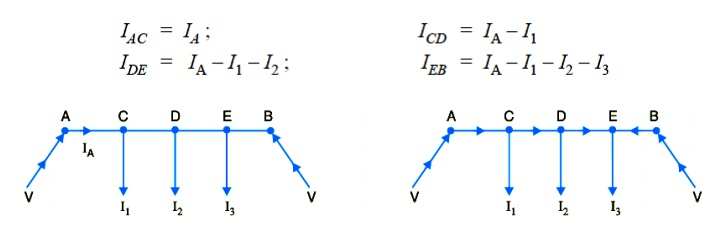 I_AC = I_A ; I_CD = I_A – I_1
I_DE = I_A – I_1 – I_2 ; I_EB = I_A – I_1 – I_2 – I_3
A C D E B
I_A
V I_1 I_2 I_3 V
A C D E B
V I_1 I_2 I_3 V